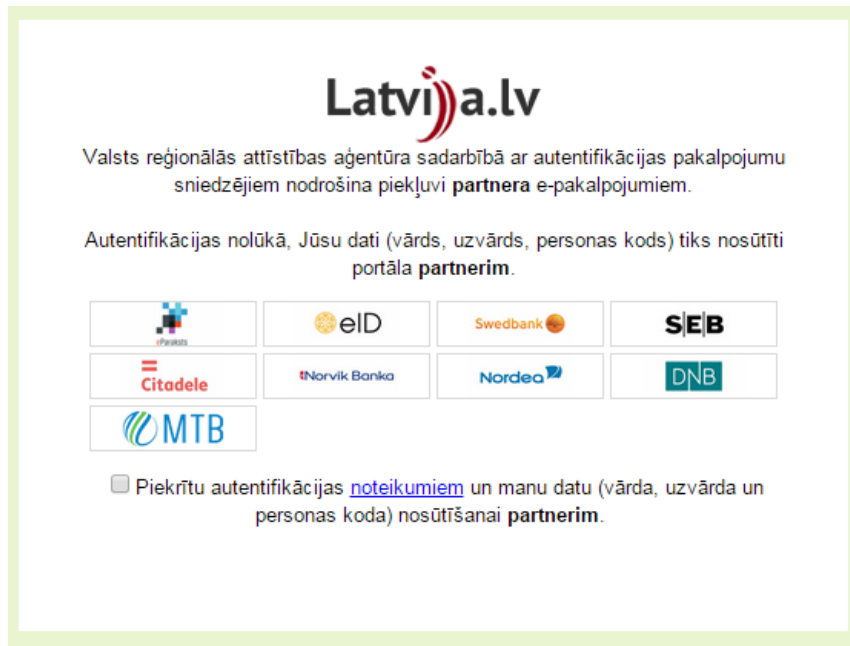 Latvija.lv
Valsts reģionālās attīstības aģentūra sadarbībā ar autentifikācijas pakalpojumu
sniedzējiem nodrošina piekļuvi partnera e-pakalpojumiem.
Autentifikācijas nolūkā, Jūsu dati (vārds, uzvārds, personas kods) tiks nosūtīti
portāla partnerim.
eParaksts eID Swedbank SEB
Citadele Norvik Banka Nordea DNB
MTB
Piekrītu autentifikācijas noteikumiem un manu datu (vārda, uzvārda un
personas koda) nosūtīšanai partnerim.